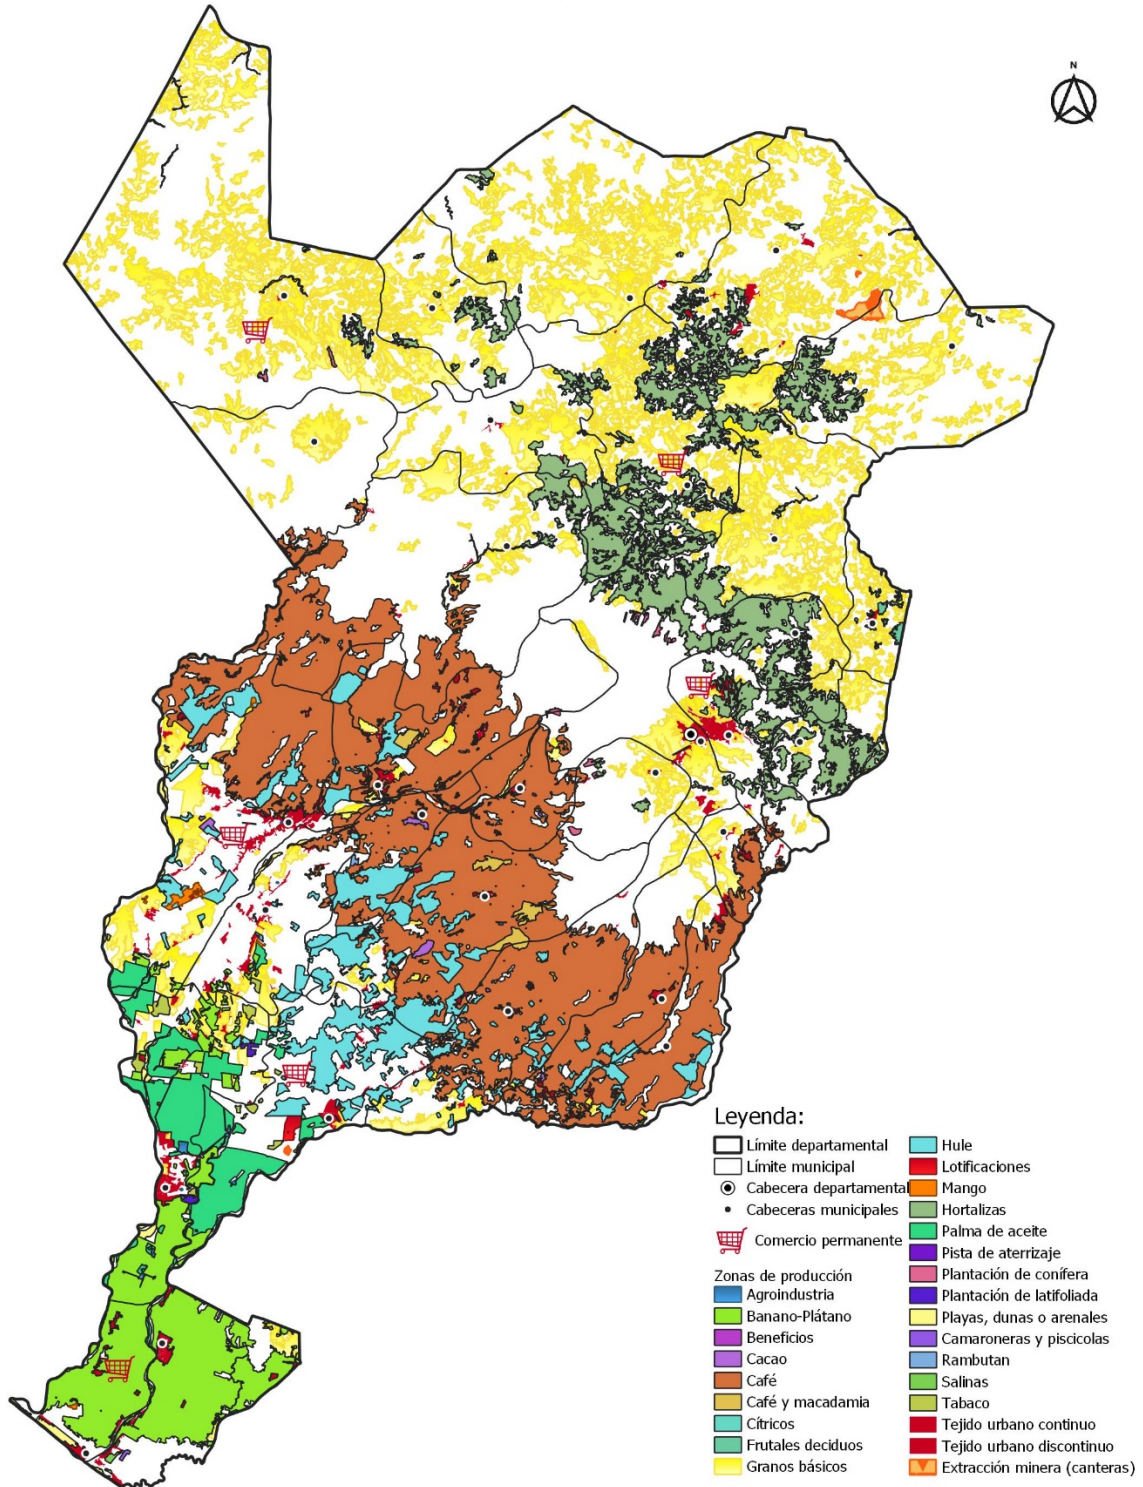 N
Leyenda:
Límite departamental
Límite municipal
Cabecera departamental
Cabeceras municipales
Comercio permanente
Zonas de producción
Agroindustria
Banano-Plátano
Beneficios
Cacao
Café
Café y macadamia
Cítricos
Frutales deciduos
Granos básicos
Hule
Lotificaciones
Mango
Hortalizas
Palma de aceite
Pista de aterrizaje
Plantación de conífera
Plantación de latifoliada
Playas, dunas o arenales
Camaroneras y piscicolas
Rambutan
Salinas
Tabaco
Tejido urbano continuo
Tejido urbano discontinuo
Extracción minera (canteras)